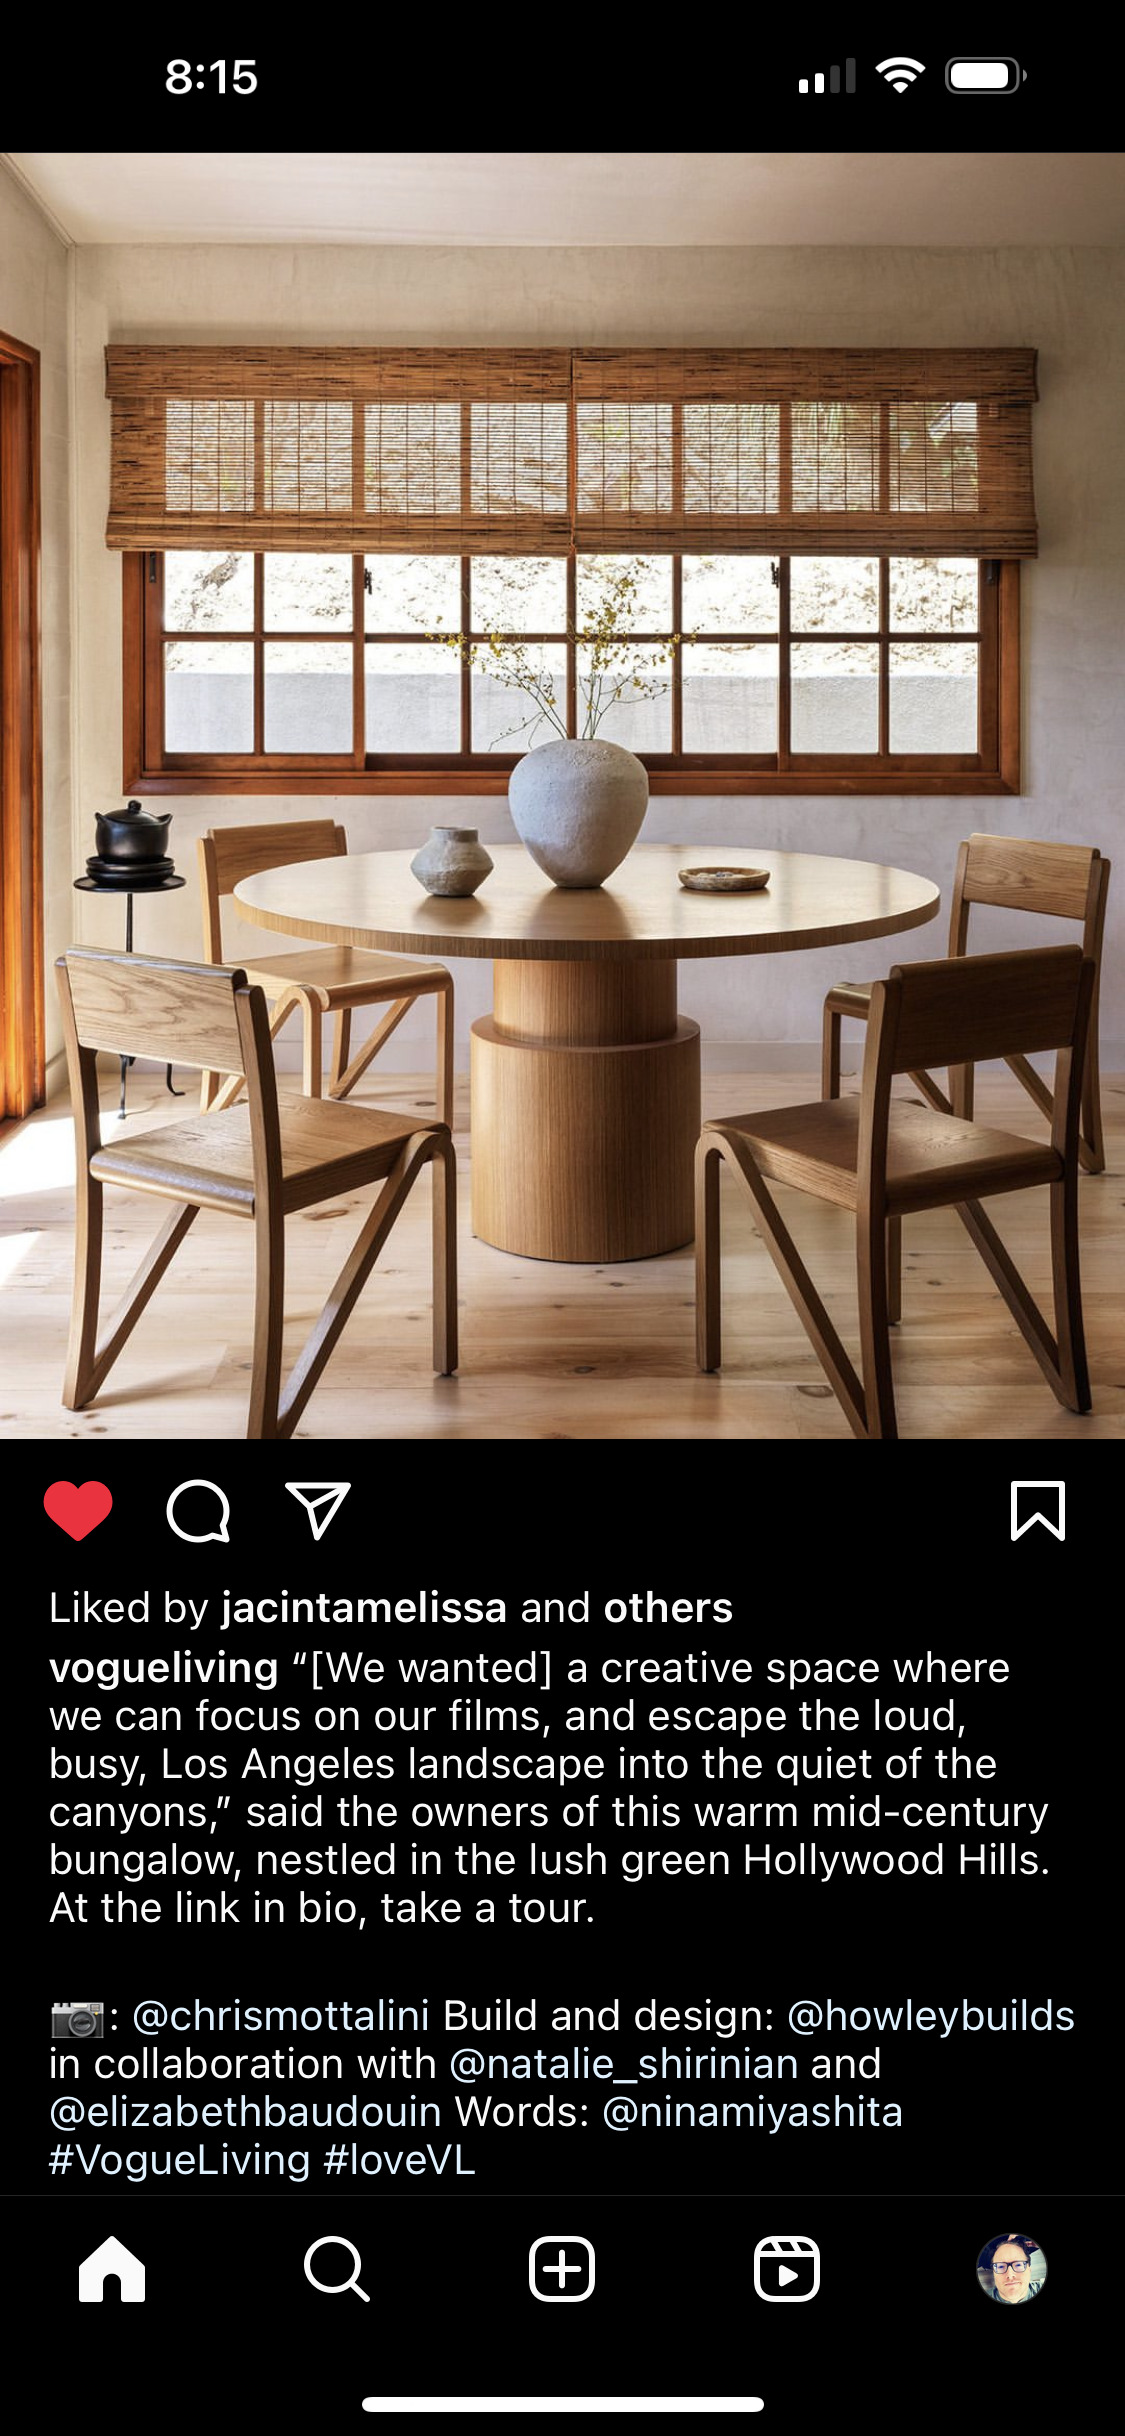 8:15
Liked by jacintamelissa and others
vogueliving “[We wanted] a creative space where
we can focus on our films, and escape the loud,
busy, Los Angeles landscape into the quiet of the
canyons,” said the owners of this warm mid-century
bungalow, nestled in the lush green Hollywood Hills.
At the link in bio, take a tour.
📷: @chrismottalini Build and design: @howleybuilds
in collaboration with @natalie_shirinian and
@elizabethbaudouin Words: @ninamiyashita
#VogueLiving #loveVL